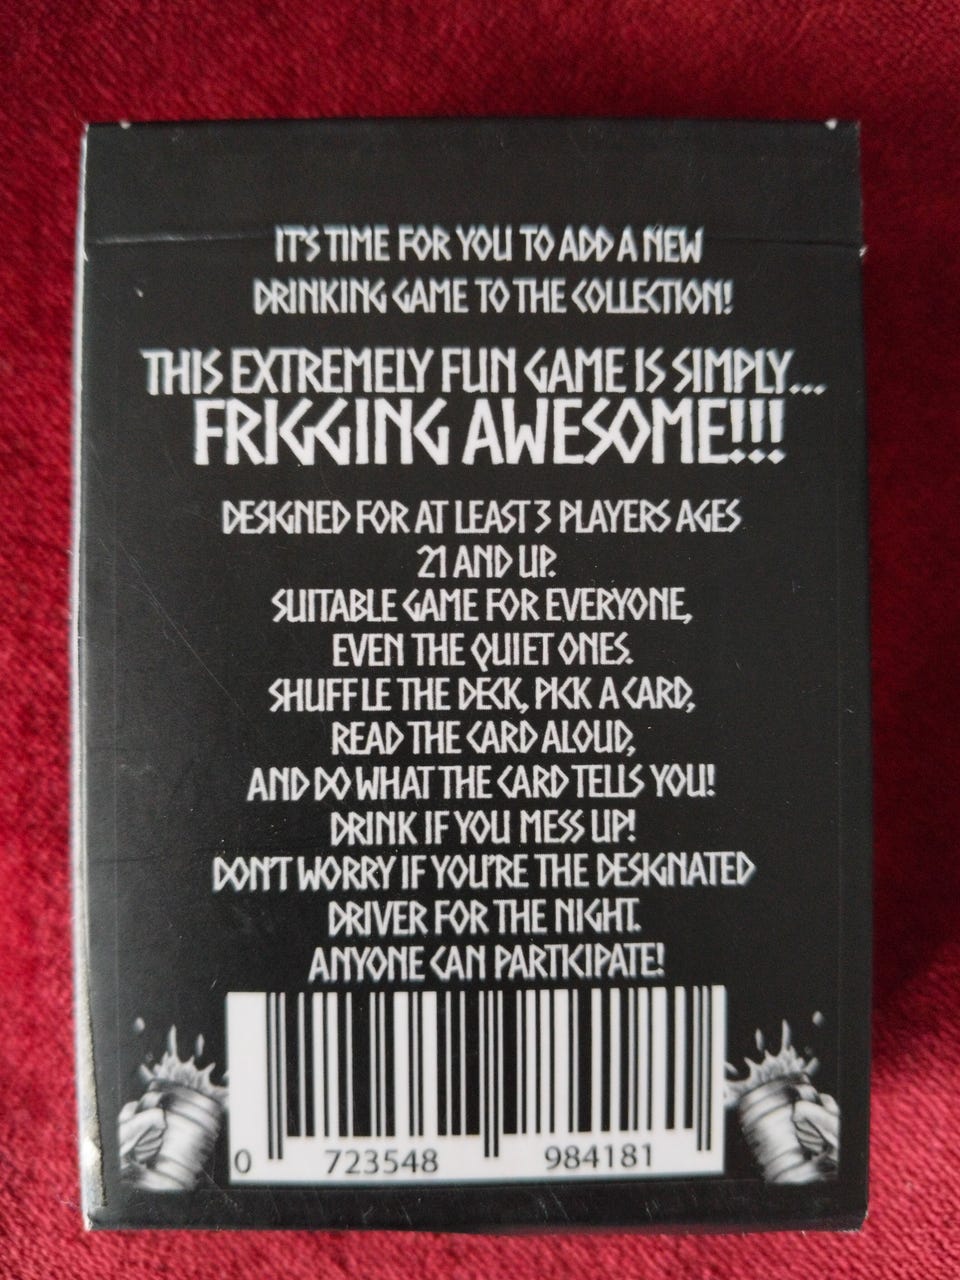 IT'S TIME FOR YOU TO ADD A NEW
DRINKING GAME TO THE COLLECTION!
THIS EXTREMELY FUN GAME IS SIMPLY...
FRIGGING AWESOME!!!
DESIGNED FOR AT LEAST 3 PLAYERS AGES
21 AND UP.
SUITABLE GAME FOR EVERYONE,
EVEN THE QUIET ONES.
SHUFFLE THE DECK, PICK A CARD,
READ THE CARD ALOUD,
AND DO WHAT THE CARD TELLS YOU!
DRINK IF YOU MESS UP!
DON'T WORRY IF YOU'RE THE DESIGNATED
DRIVER FOR THE NIGHT.
ANYONE CAN PARTICIPATE!
0 723548 984181